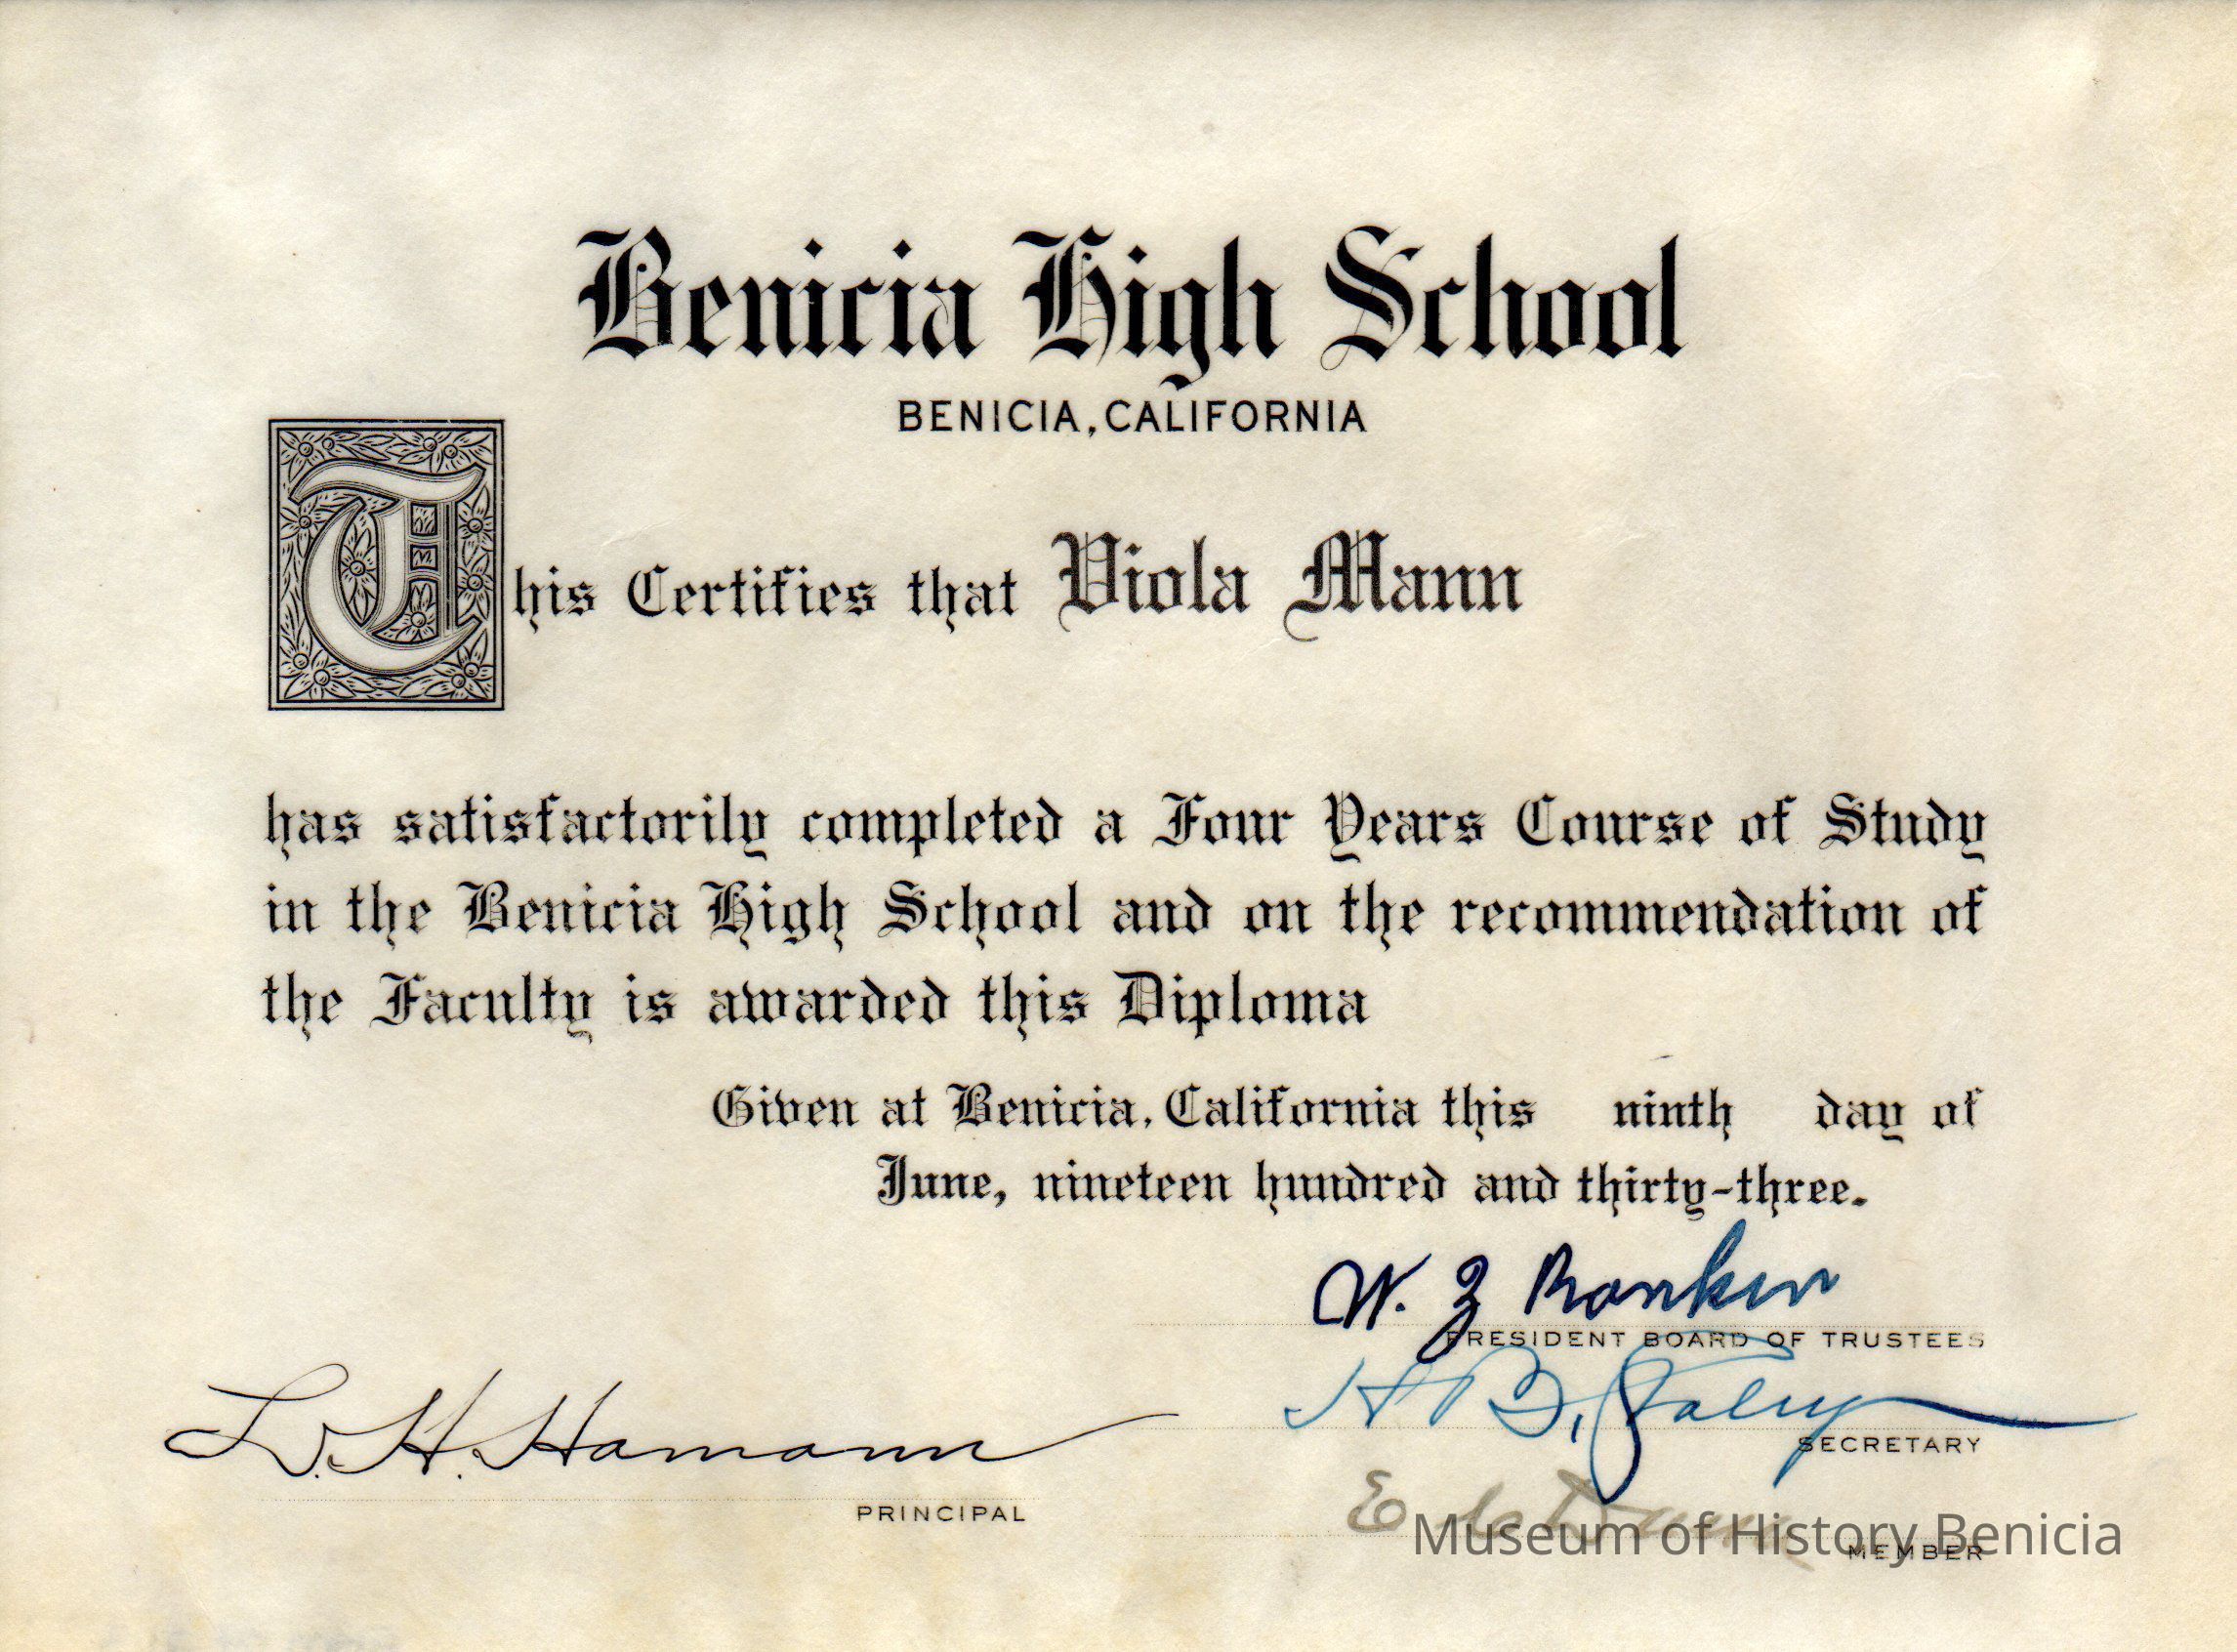 Benicia High School
BENICIA, CALIFORNIA
This Certifies that Viola Mann
has satisfactorily completed a Four Years Course of Study
in the Benicia High School and on the recommendation of
the Faculty is awarded this Diploma
Given at Benicia, California this ninth day of
June, nineteen hundred and thirty-three.
W. Z Rankin
PRESIDENT BOARD OF TRUSTEES
H B.
SECRETARY
L. H. Hamann
PRINCIPAL
E
MEMBER
Museum of History Benicia